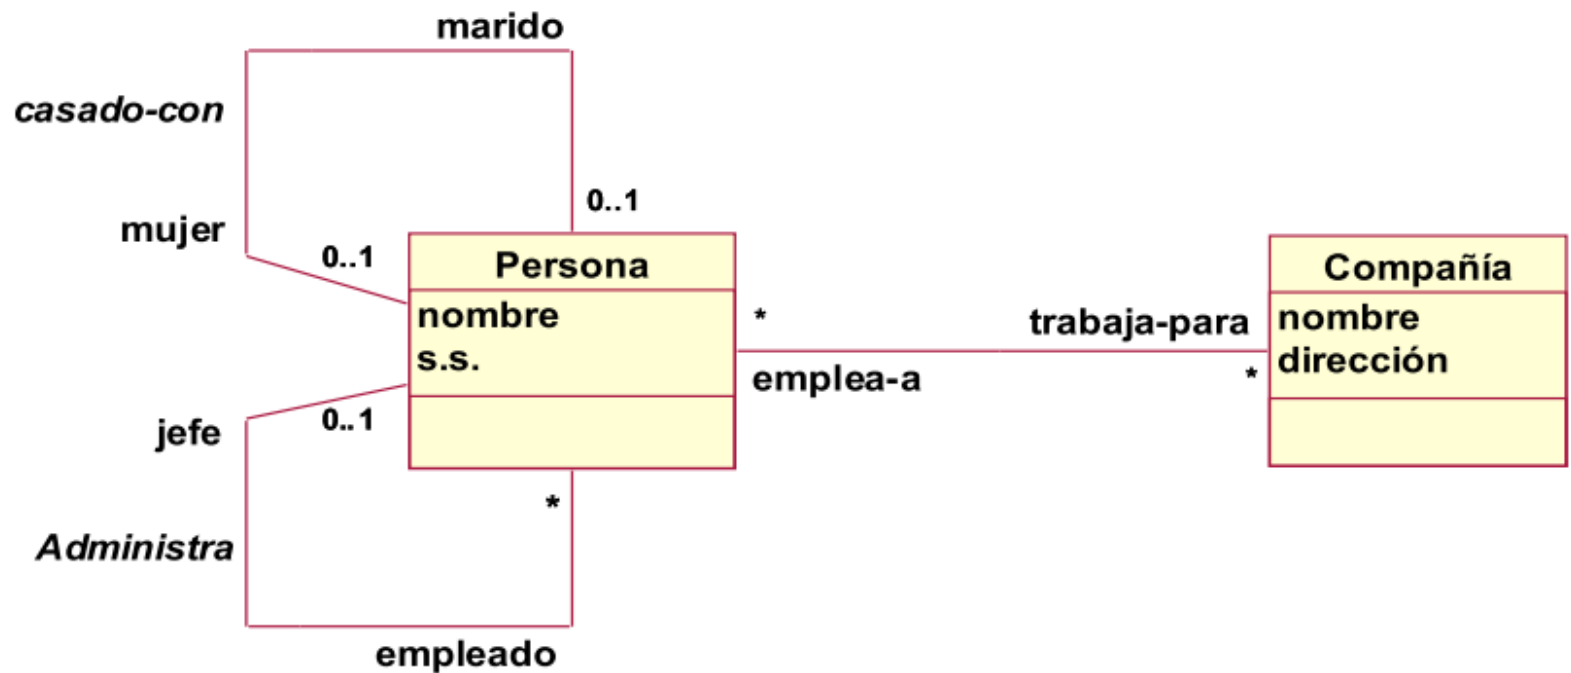 marido
casado-con
0..1
mujer
0..1
Persona
Compañía
nombre
s.s.
*
trabaja-para
nombre
dirección
emplea-a
*
jefe
0..1
*
Administra
empleado